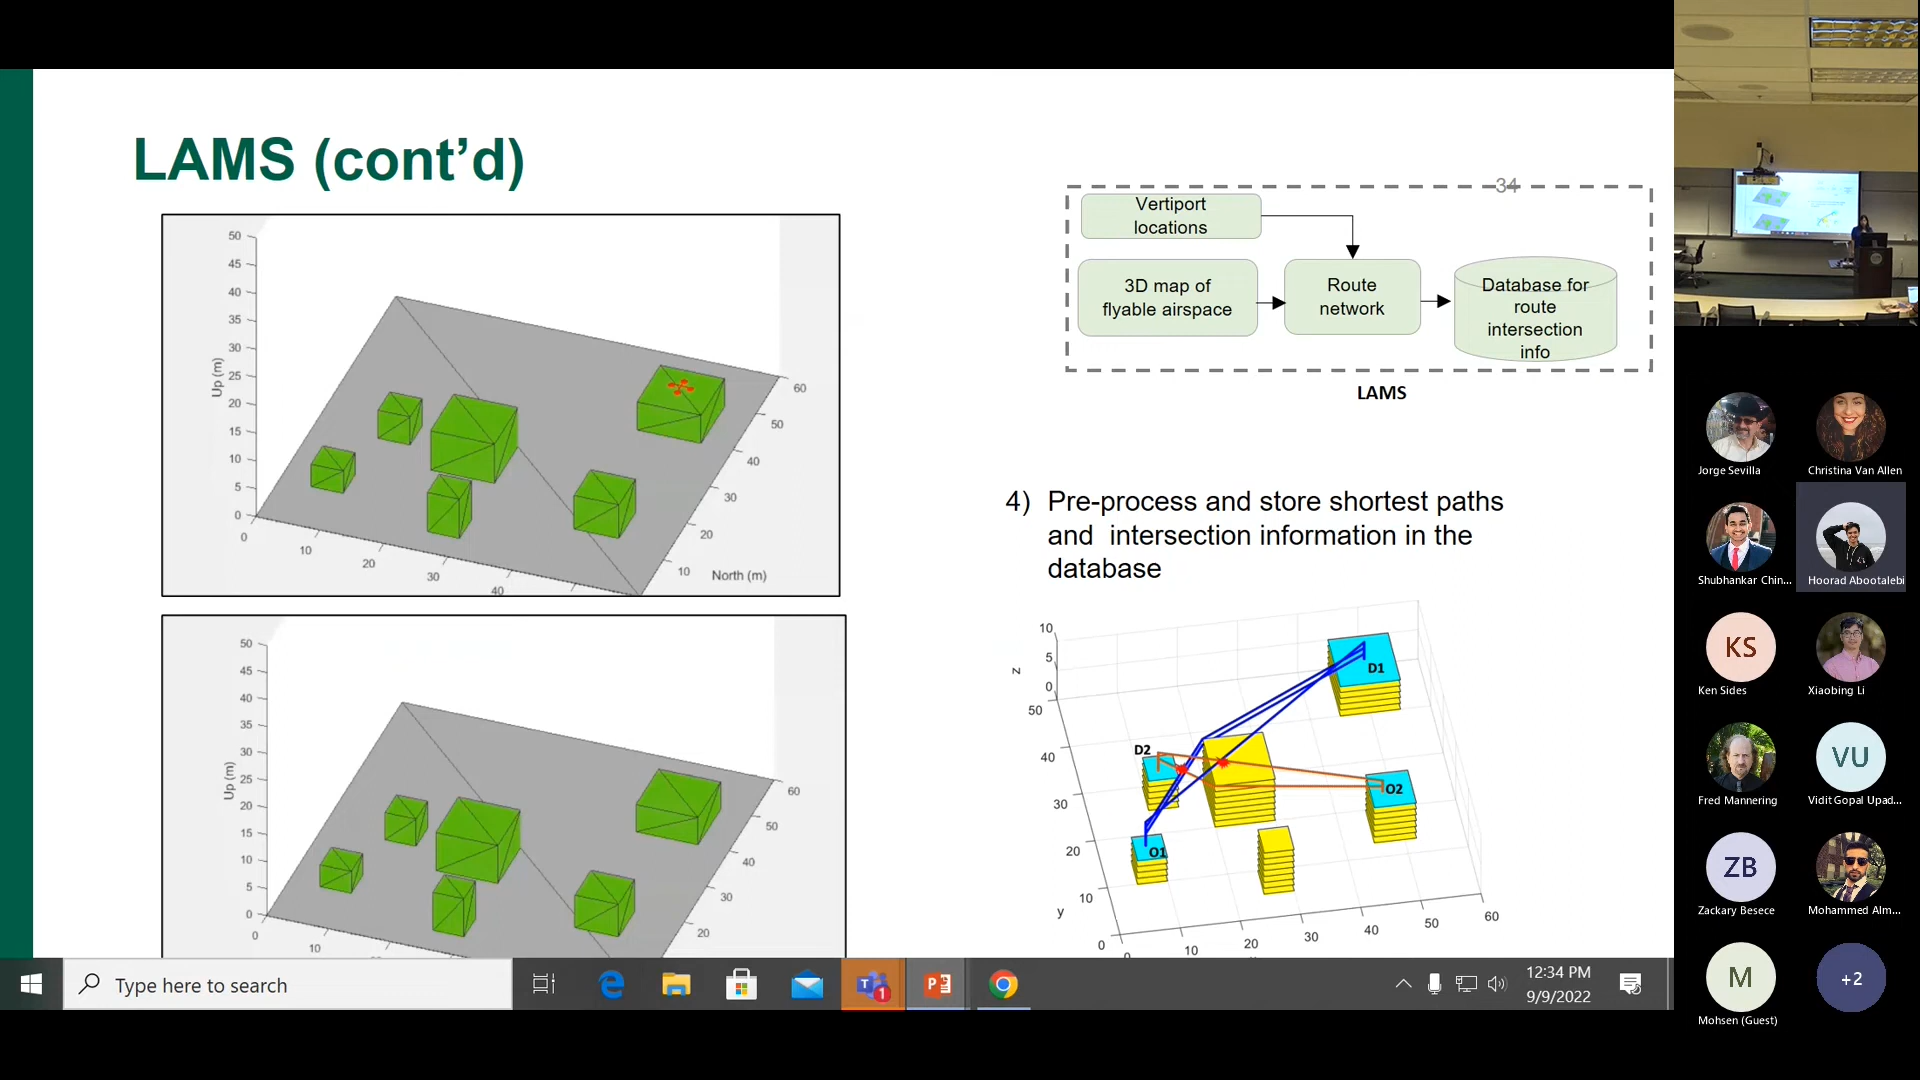 LAMS (cont’d)
34
Vertiport
locations
3D map of
flyable airspace
Route
network
Database for
route
intersection
info
LAMS
50
45
40
35
30
25
20
15
10
5
0
Up (m)
0
10
20
30
40
10
20
30
40
50
60
North (m)
50
45
40
35
30
25
20
15
10
5
0
Up (m)
0
10
20
30
40
50
60
4) Pre-process and store shortest paths
and intersection information in the
database
10
5
0
z
50
40
30
20
10
0
y
0
10
20
30
40
50
60
D1
D2
O2
O1
Type here to search
1
12:34 PM
9/9/2022
Jorge Sevilla
Christina Van Allen
Shubhankar Chin...
Hoorad Abootalebi
KS
Ken Sides
Xiaobing Li
Fred Mannering
VU
Vidit Gopal Upad...
ZB
Zackary Besece
Mohammed Alm...
M
Mohsen (Guest)
+2